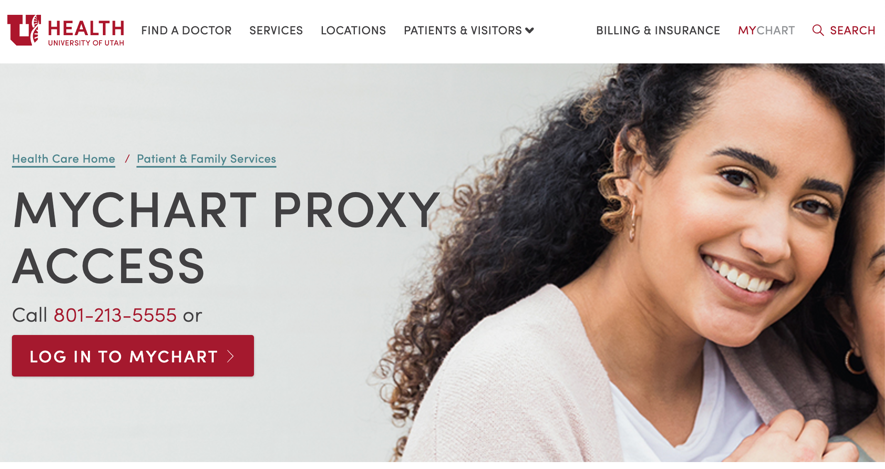 U HEALTH
UNIVERSITY OF UTAH
FIND A DOCTOR
SERVICES
LOCATIONS
PATIENTS & VISITORS
BILLING & INSURANCE
MYCHART
SEARCH
Health Care Home / Patient & Family Services
MYCHART PROXY
ACCESS
Call 801-213-5555 or
LOG IN TO MYCHART